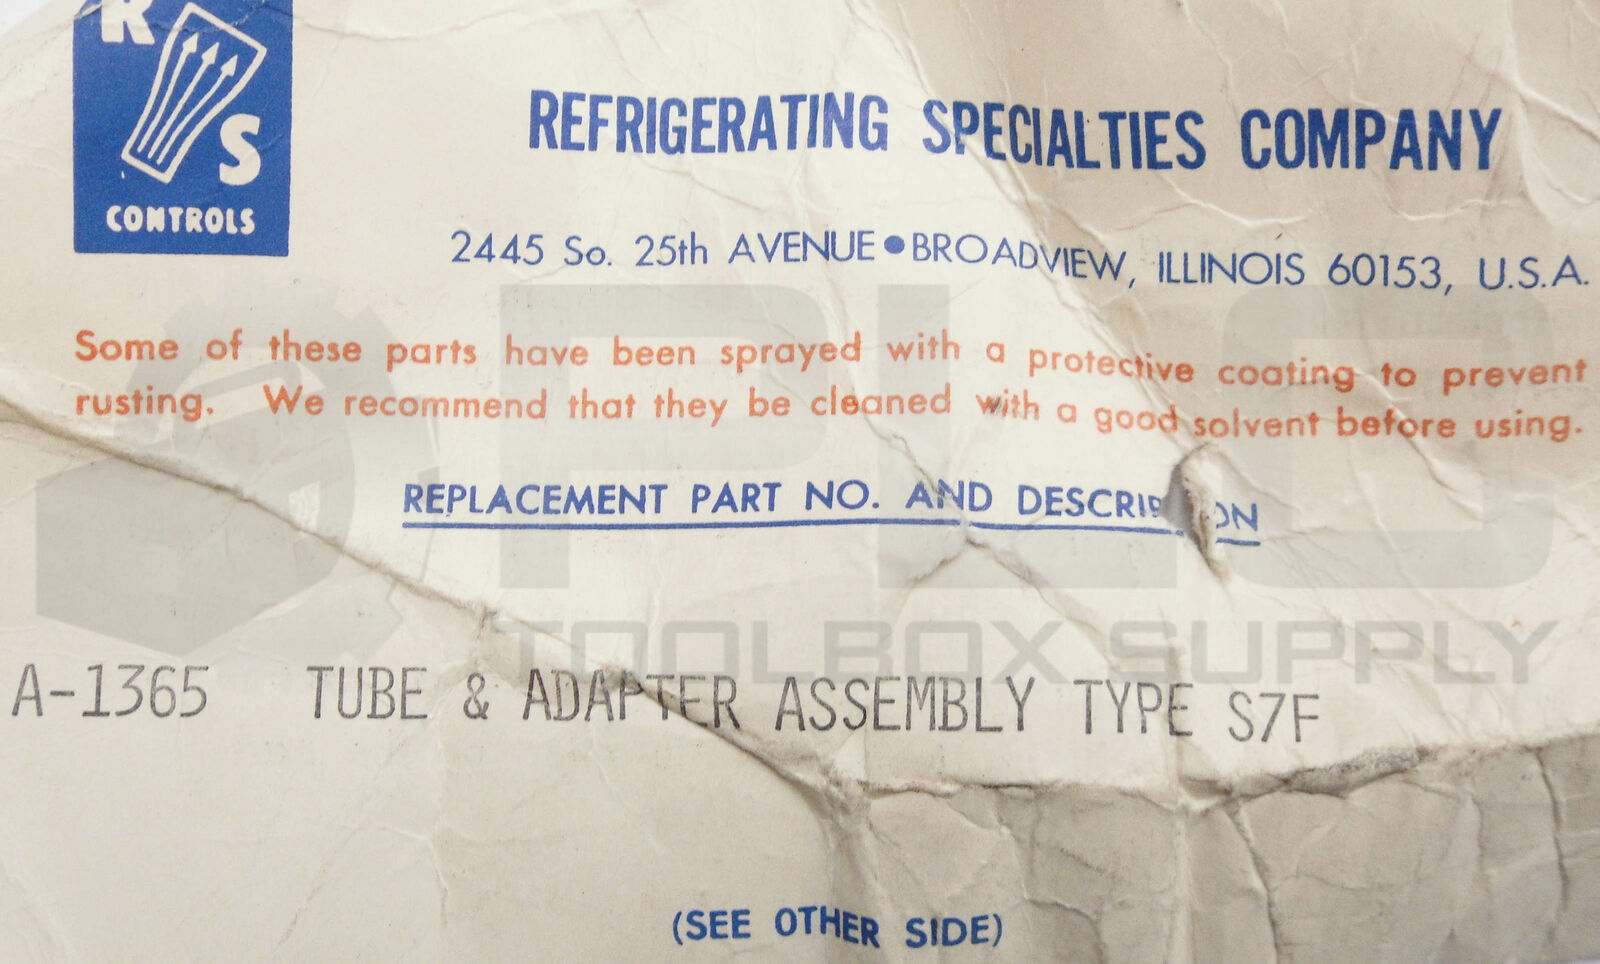 R
S
CONTROLS
REFRIGERATING SPECIALTIES COMPANY
2445 So. 25th AVENUE • BROADVIEW, ILLINOIS 60153, U.S.A.
Some of these parts have been sprayed with a protective coating to prevent
rusting. We recommend that they be cleaned with a good solvent before using.
REPLACEMENT PART NO. AND DESCRIPTION
PLC
TOOLBOX SUPPLY
A-1365 TUBE & ADAPTER ASSEMBLY TYPE S7F
(SEE OTHER SIDE)